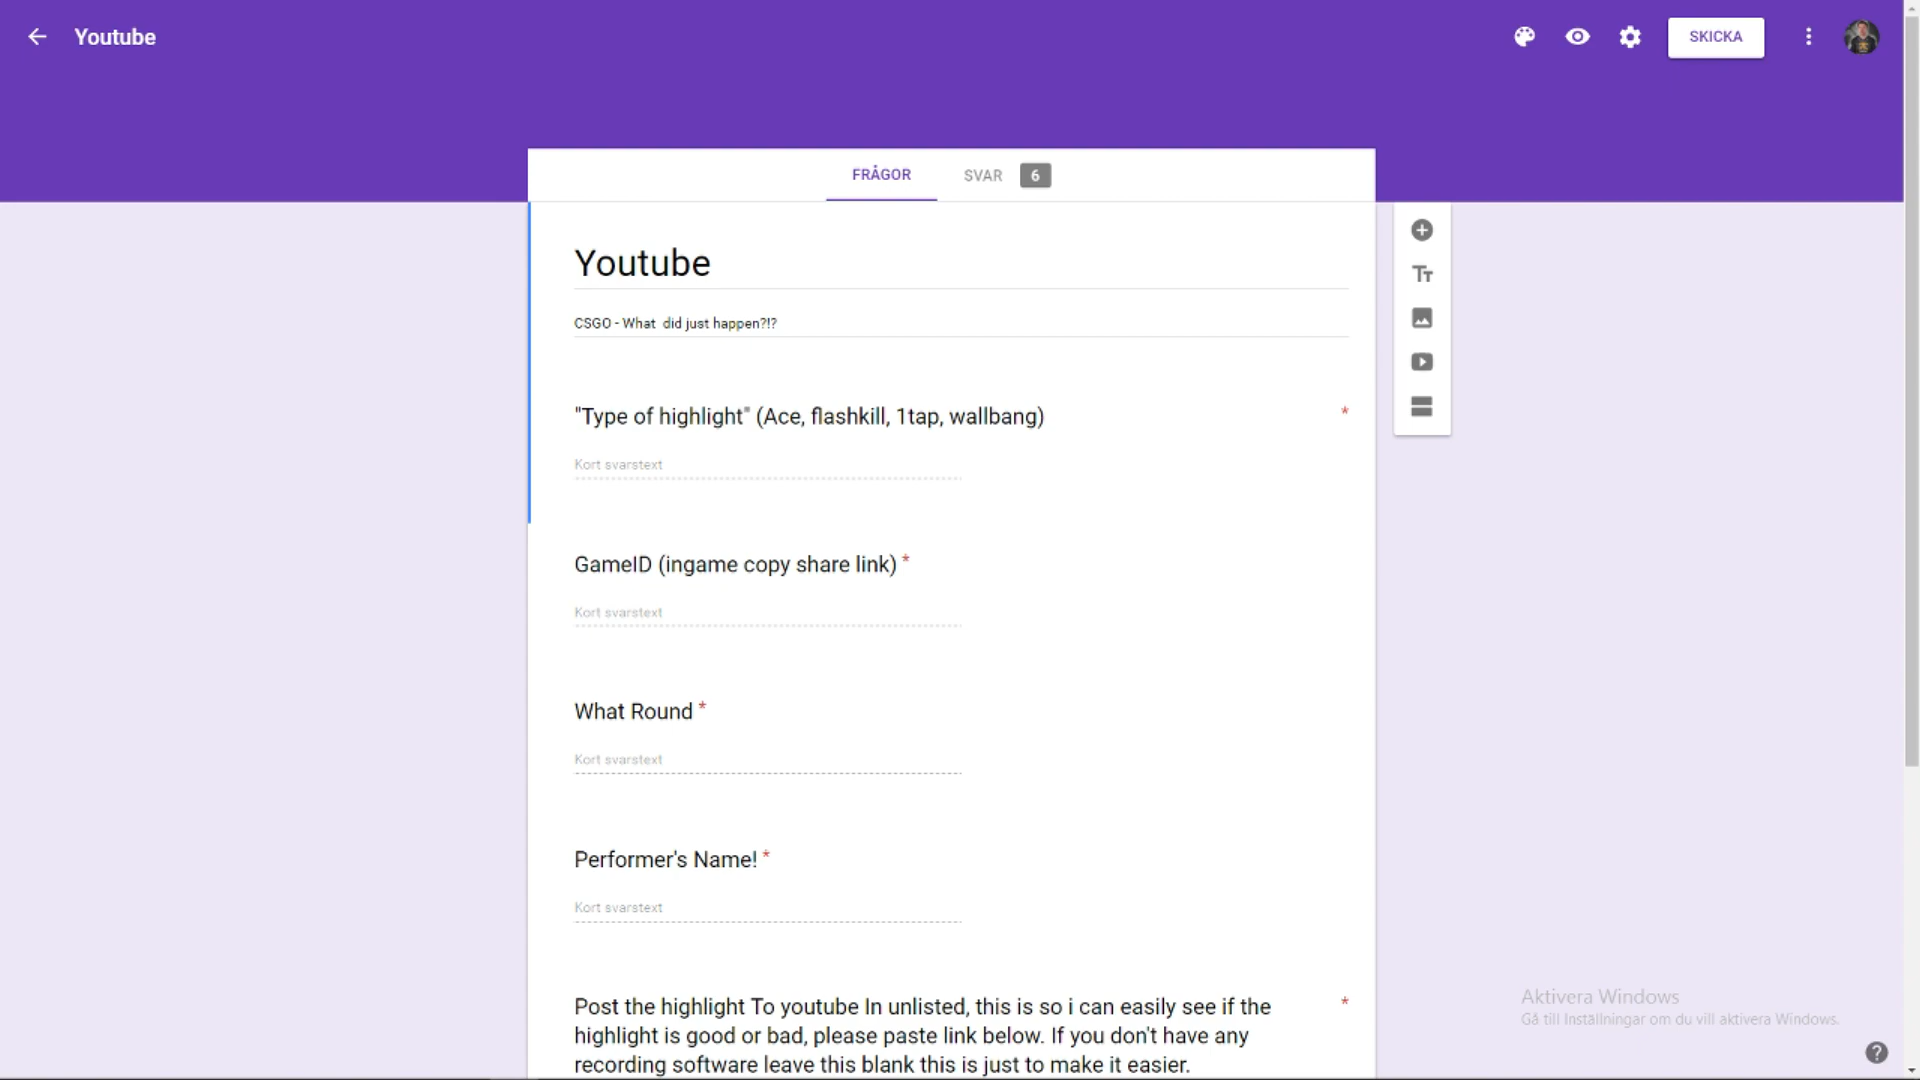 Youtube
SKICKA
FRÅGOR
SVAR 6
Youtube
CSGO - What  did just happen?!?
"Type of highlight" (Ace, flashkill, 1tap, wallbang) *
Kort svarstext
GameID (ingame copy share link) *
Kort svarstext
What Round *
Kort svarstext
Performer's Name! *
Kort svarstext
Post the highlight To youtube In unlisted, this is so i can easily see if the *
highlight is good or bad, please paste link below. If you don't have any
recording software leave this blank this is just to make it easier.
Aktivera Windows
Gå till Inställningar om du vill aktivera Windows.